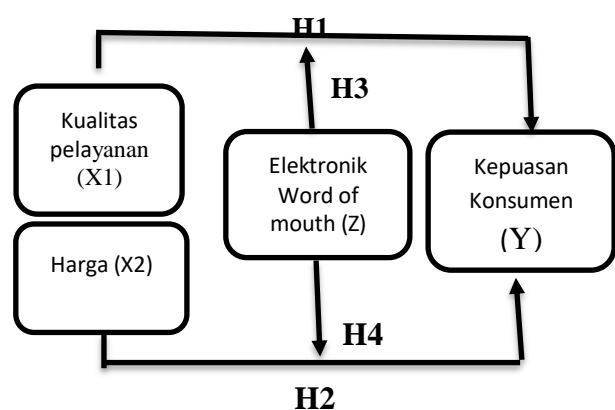 H1
H3
Kualitas
pelayanan
(X1)
Elektronik
Word of
mouth (Z)
Kepuasan
Konsumen
(Y)
Harga (X2)
H4
H2